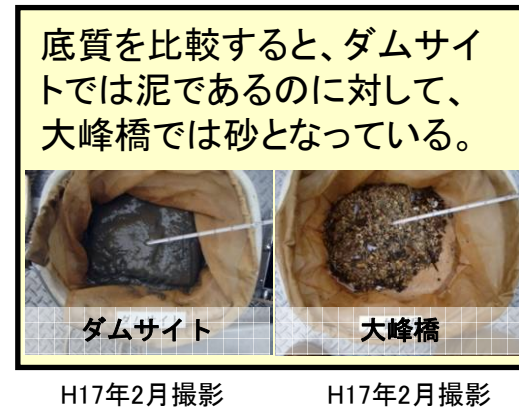 底質を比較すると、ダムサイ
トでは泥であるのに対して、
大峰橋では砂となっている。
ダムサイト
大峰橋
H17年2月撮影
H17年2月撮影